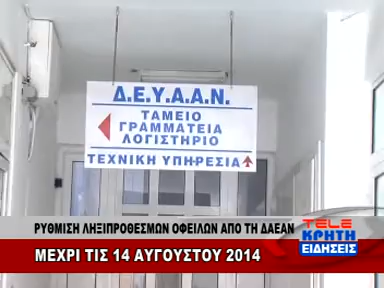 Δ.Ε.Υ.Α.Α.Ν.
ΤΑΜΕΙΟ
ΓΡΑΜΜΑΤΕΙΑ
ΛΟΓΙΣΤΗΡΙΟ
ΤΕΧΝΙΚΗ ΥΠΗΡΕΣΙΑ
ΡΥΘΜΙΣΗ ΛΗΞΙΠΡΟΘΕΣΜΩΝ ΟΦΕΙΛΩΝ ΑΠΟ ΤΗ ΔΑΕΑΝ
ΜΕΧΡΙ ΤΙΣ 14 ΑΥΓΟΥΣΤΟΥ 2014
TELE
ΚΡΗΤΗ
ΕΙΔΗΣΕΙΣ